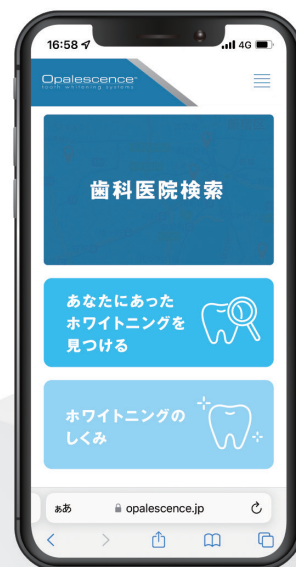 16:58
4G
Opalescence
tooth whitening systems
歯科医院検索
あなたにあった
ホワイトニングを
見つける
ホワイトニングの
しくみ
ぁあ
opalescence.jp